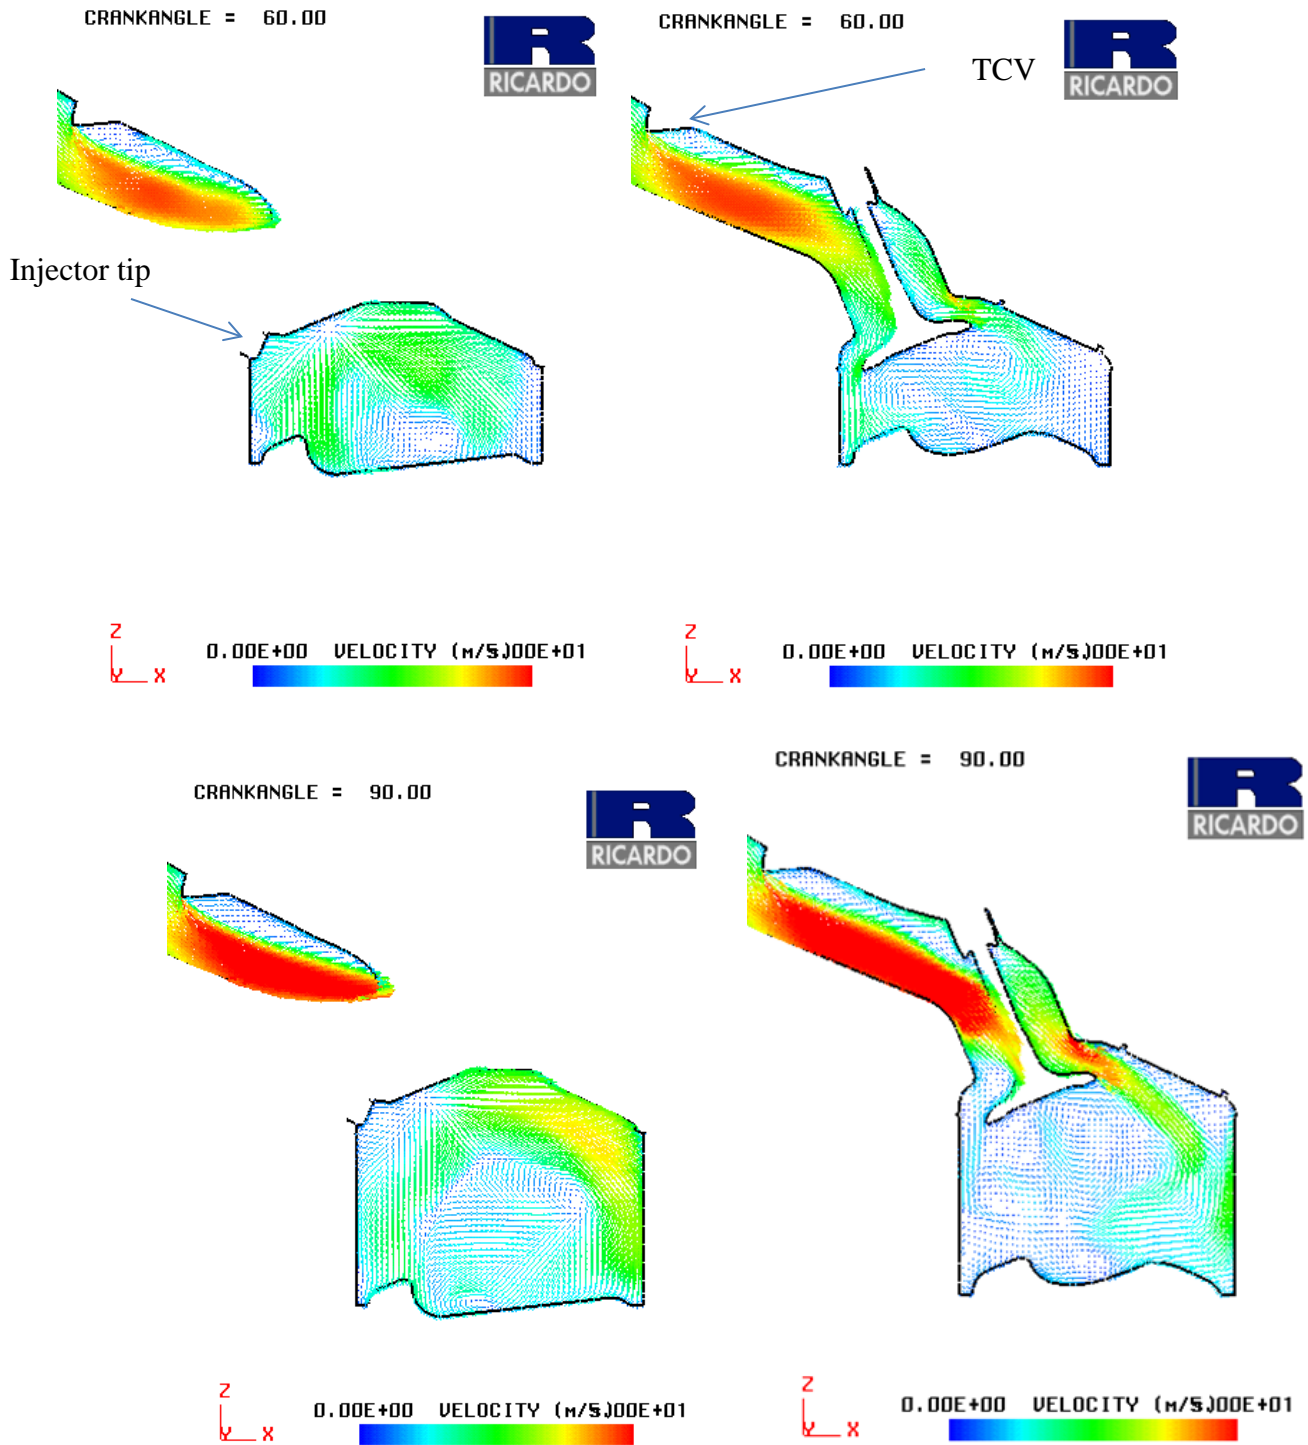 CRANKANGLE = 60.00
RICARDO
CRANKANGLE = 60.00
TCV
RICARDO
Injector tip
Z
Y X
0.00E+00 VELOCITY (m/s)
Z
Y X
0.00E+00 VELOCITY (m/s)
CRANKANGLE = 90.00
RICARDO
CRANKANGLE = 90.00
RICARDO
Z
Y X
0.00E+00 VELOCITY (m/s)
Z
Y X
0.00E+00 VELOCITY (m/s)